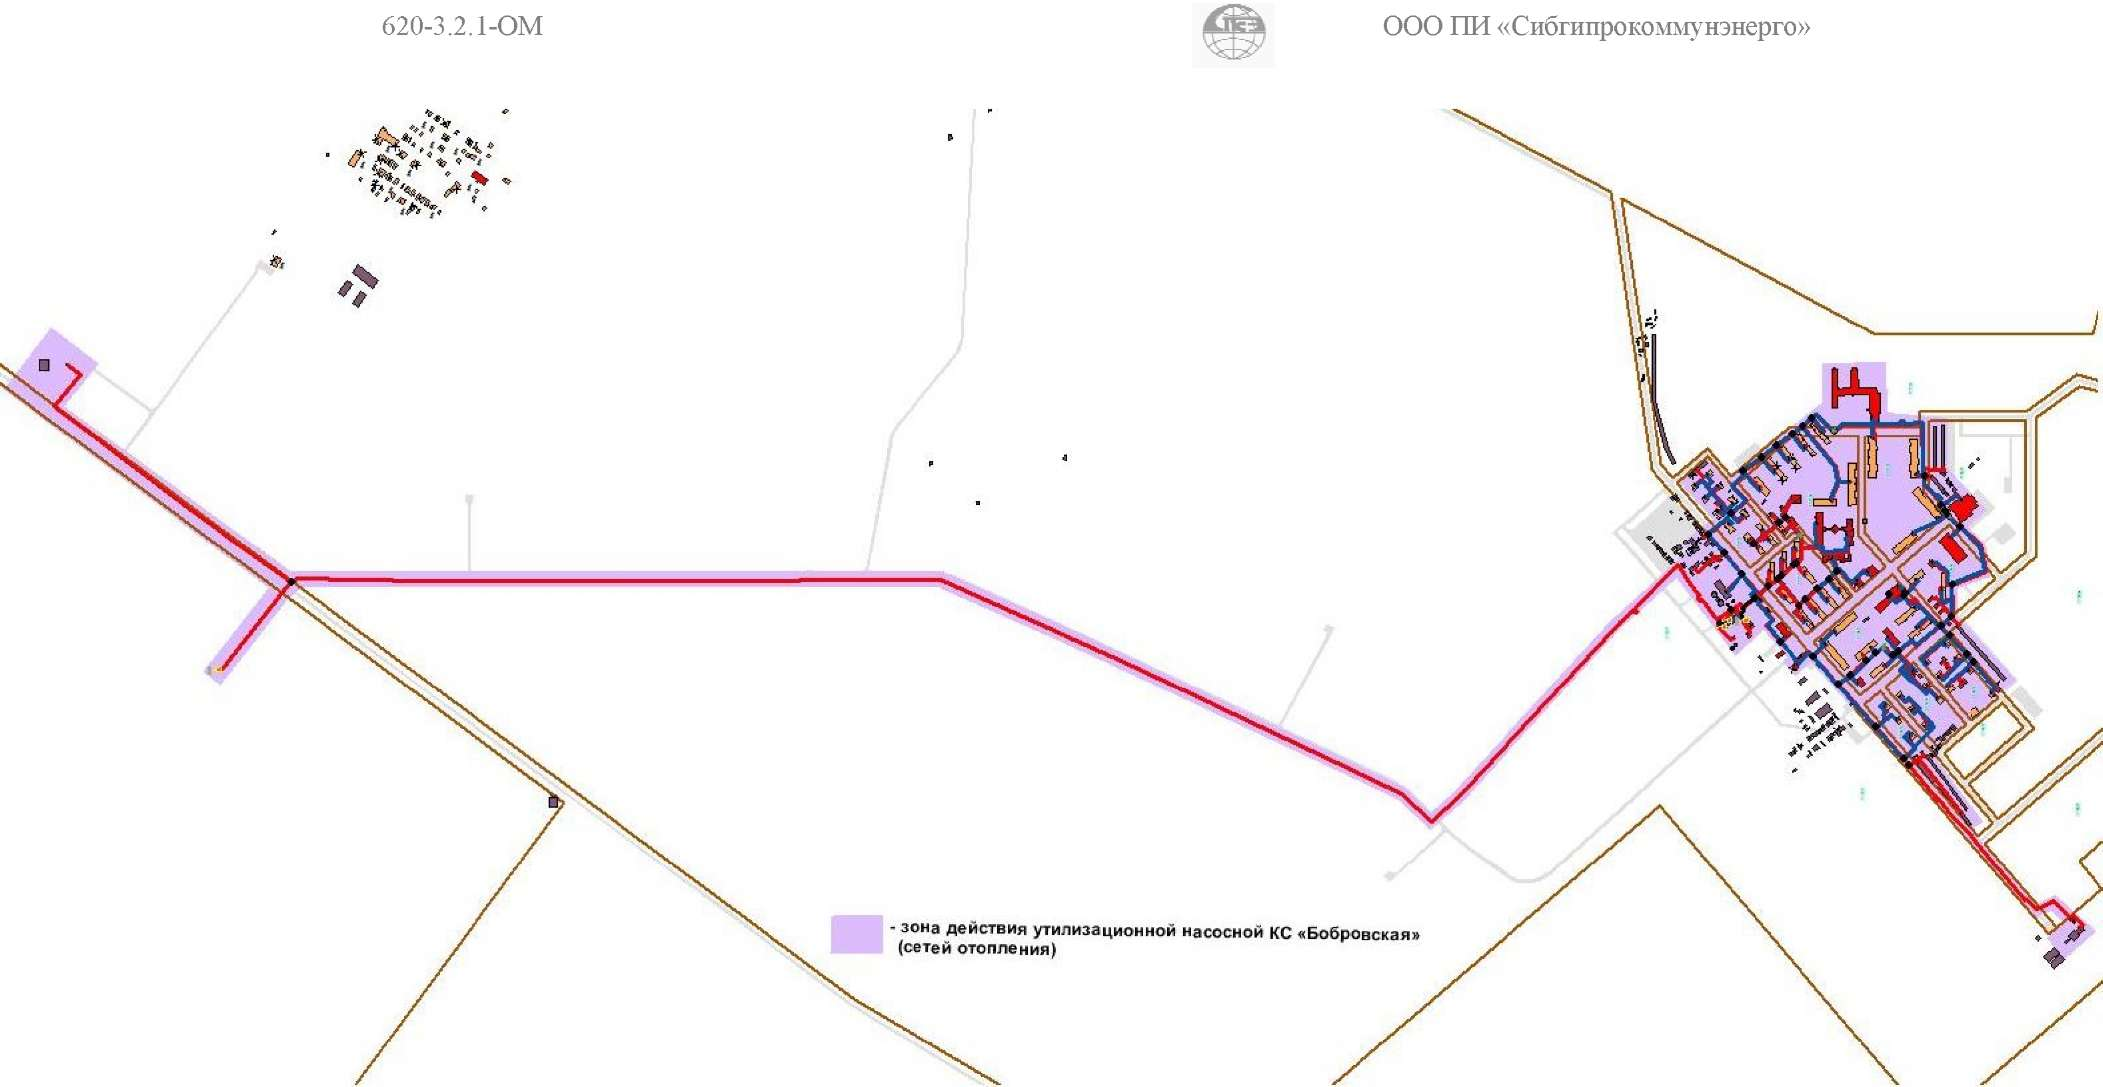 620-3.2.1-ОМ
ООО ПИ «Сибгипрокоммунэнерго»
- зона действия утилизационной насосной КС «Бобровская»
(сетей отопления)